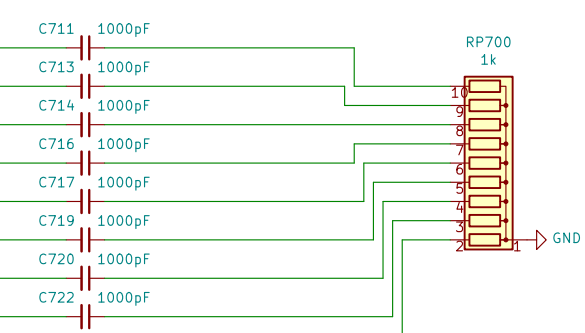 C711 1000pF
RP700
C713 1000pF
1k
10
C714 1000pF
9
8
C716 1000pF
7
6
C717 1000pF
5
4
C719 1000pF
3
2
1
GND
C720 1000pF
C722 1000pF